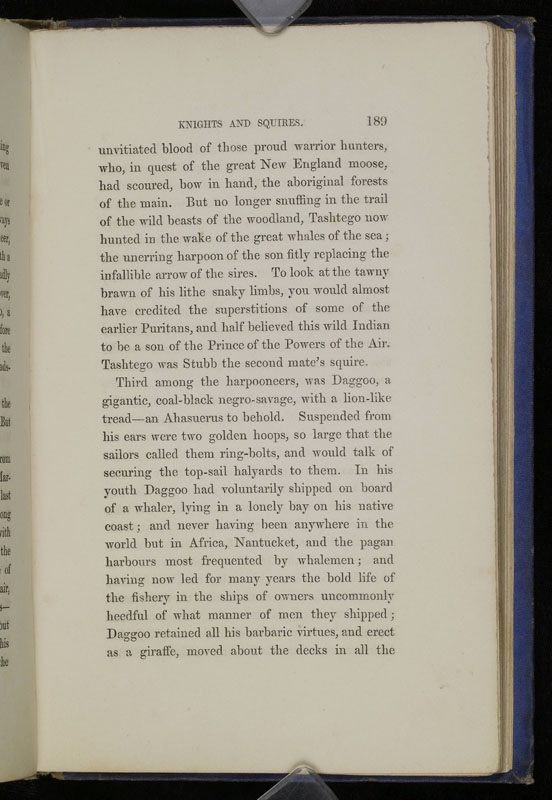 KNIGHTS AND SQUIRES. 189
unvitiated blood of those proud warrior hunters,
who, in quest of the great New England moose,
had scoured, bow in hand, the aboriginal forests
of the main. But no longer snuffing in the trail
of the wild beasts of the woodland, Tashtego now
hunted in the wake of the great whales of the sea;
the unerring harpoon of the son fitly replacing the
infallible arrow of the sires. To look at the tawny
brawn of his lithe snaky limbs, you would almost
have credited the superstitions of some of the
earlier Puritans, and half believed this wild Indian
to be a son of the Prince of the Powers of the Air.
Tashtego was Stubb the second mate's squire.
Third among the harpooneers, was Daggoo, a
gigantic, coal-black negro-savage, with a lion-like
tread—an Ahasuerus to behold. Suspended from
his ears were two golden hoops, so large that the
sailors called them ring-bolts, and would talk of
securing the top-sail halyards to them. In his
youth Daggoo had voluntarily shipped on board
of a whaler, lying in a lonely bay on his native
coast; and never having been anywhere in the
world but in Africa, Nantucket, and the pagan
harbours most frequented by whalemen; and
having now led for many years the bold life of
the fishery in the ships of owners uncommonly
heedful of what manner of men they shipped;
Daggoo retained all his barbaric virtues, and erect
as a giraffe, moved about the decks in all the